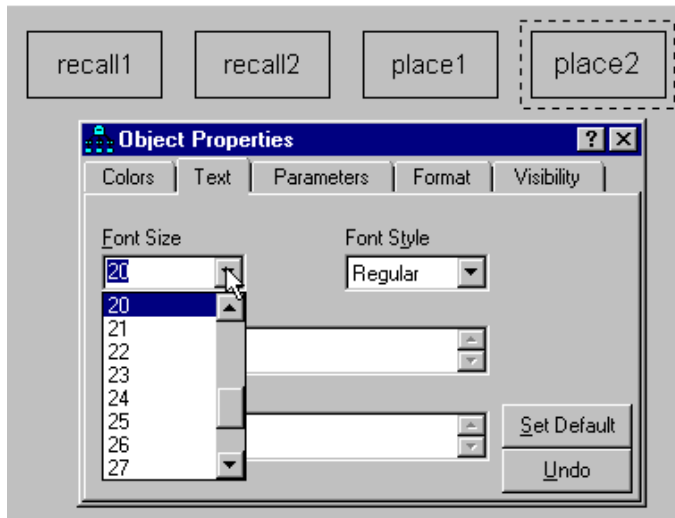 recall1 recall2 place1 place2
Object Properties ?
Colors Text Parameters Format Visibility
Font Size Font Style
20 Regular
20
21
22
23
24
25
26
27
Set Default
Undo